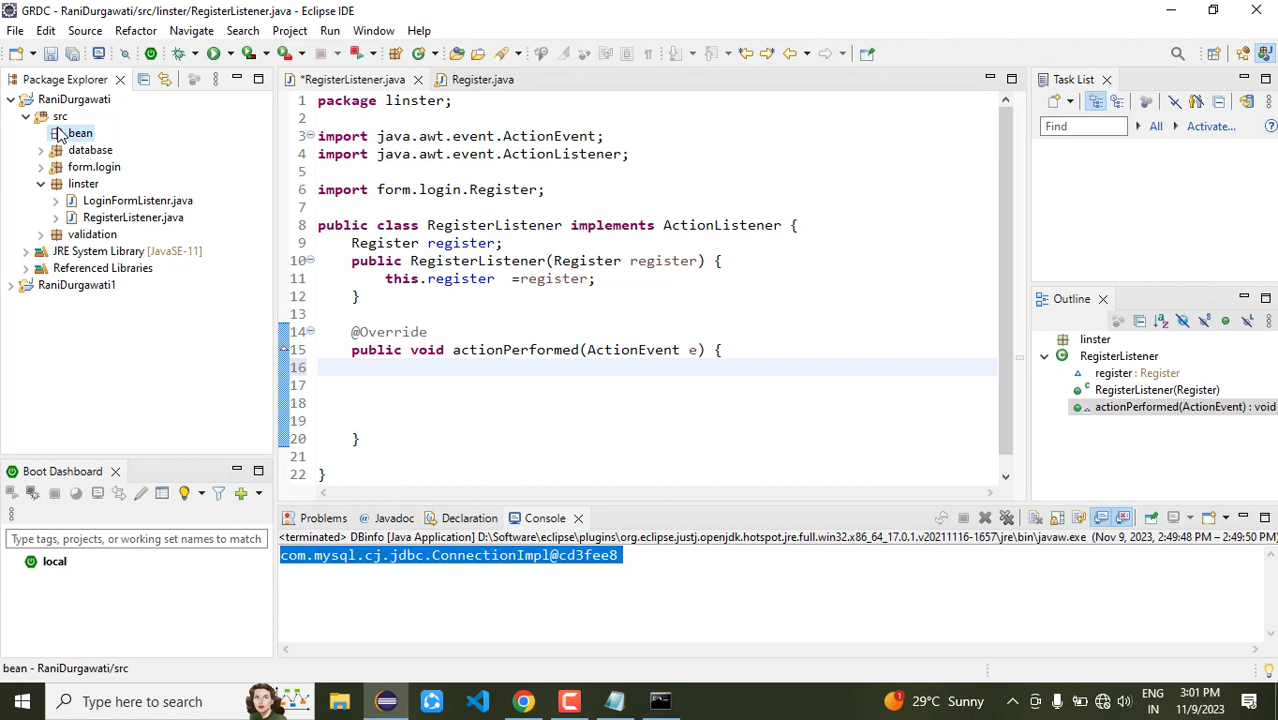 GRDC - RaniDurgawati/src/linster/RegisterListener.java - Eclipse IDE
File Edit Source Refactor Navigate Search Project Run Window Help
Package Explorer
RaniDurgawati
src
bean
database
form.login
linster
LoginFormListenr.java
RegisterListener.java
validation
JRE System Library [JavaSE-11]
Referenced Libraries
RaniDurgawati1
*RegisterListener.java
Register.java
1 package linster;
2
3 import java.awt.event.ActionEvent;
4 import java.awt.event.ActionListener;
5
6 import form.login.Register;
7
8 public class RegisterListener implements ActionListener {
9 Register register;
10 public RegisterListener(Register register) {
11 this.register =register;
12 }
13
14 @Override
15 public void actionPerformed(ActionEvent e) {
16
17
18
19
20 }
21
22 }
Task List
Find All Activate...
Outline
linster
RegisterListener
register : Register
RegisterListener(Register)
actionPerformed(ActionEvent) : void
Boot Dashboard
Type tags, projects, or working set names to match
local
Problems Javadoc Declaration Console
<terminated> DBinfo [Java Application] D:\Software\eclipse\plugins\org.eclipse.justj.openjdk.hotspot.jre.full.win32.x86_64_17.0.1.v20211116-1657\jre\bin\javaw.exe (Nov 9, 2023, 2:49:48 PM – 2:49:50 PM)
com.mysql.cj.jdbc.ConnectionImpl@cd3fee8
bean - RaniDurgawati/src
Type here to search
1
29°C Sunny
ENG
IN
3:01 PM
11/9/2023
3